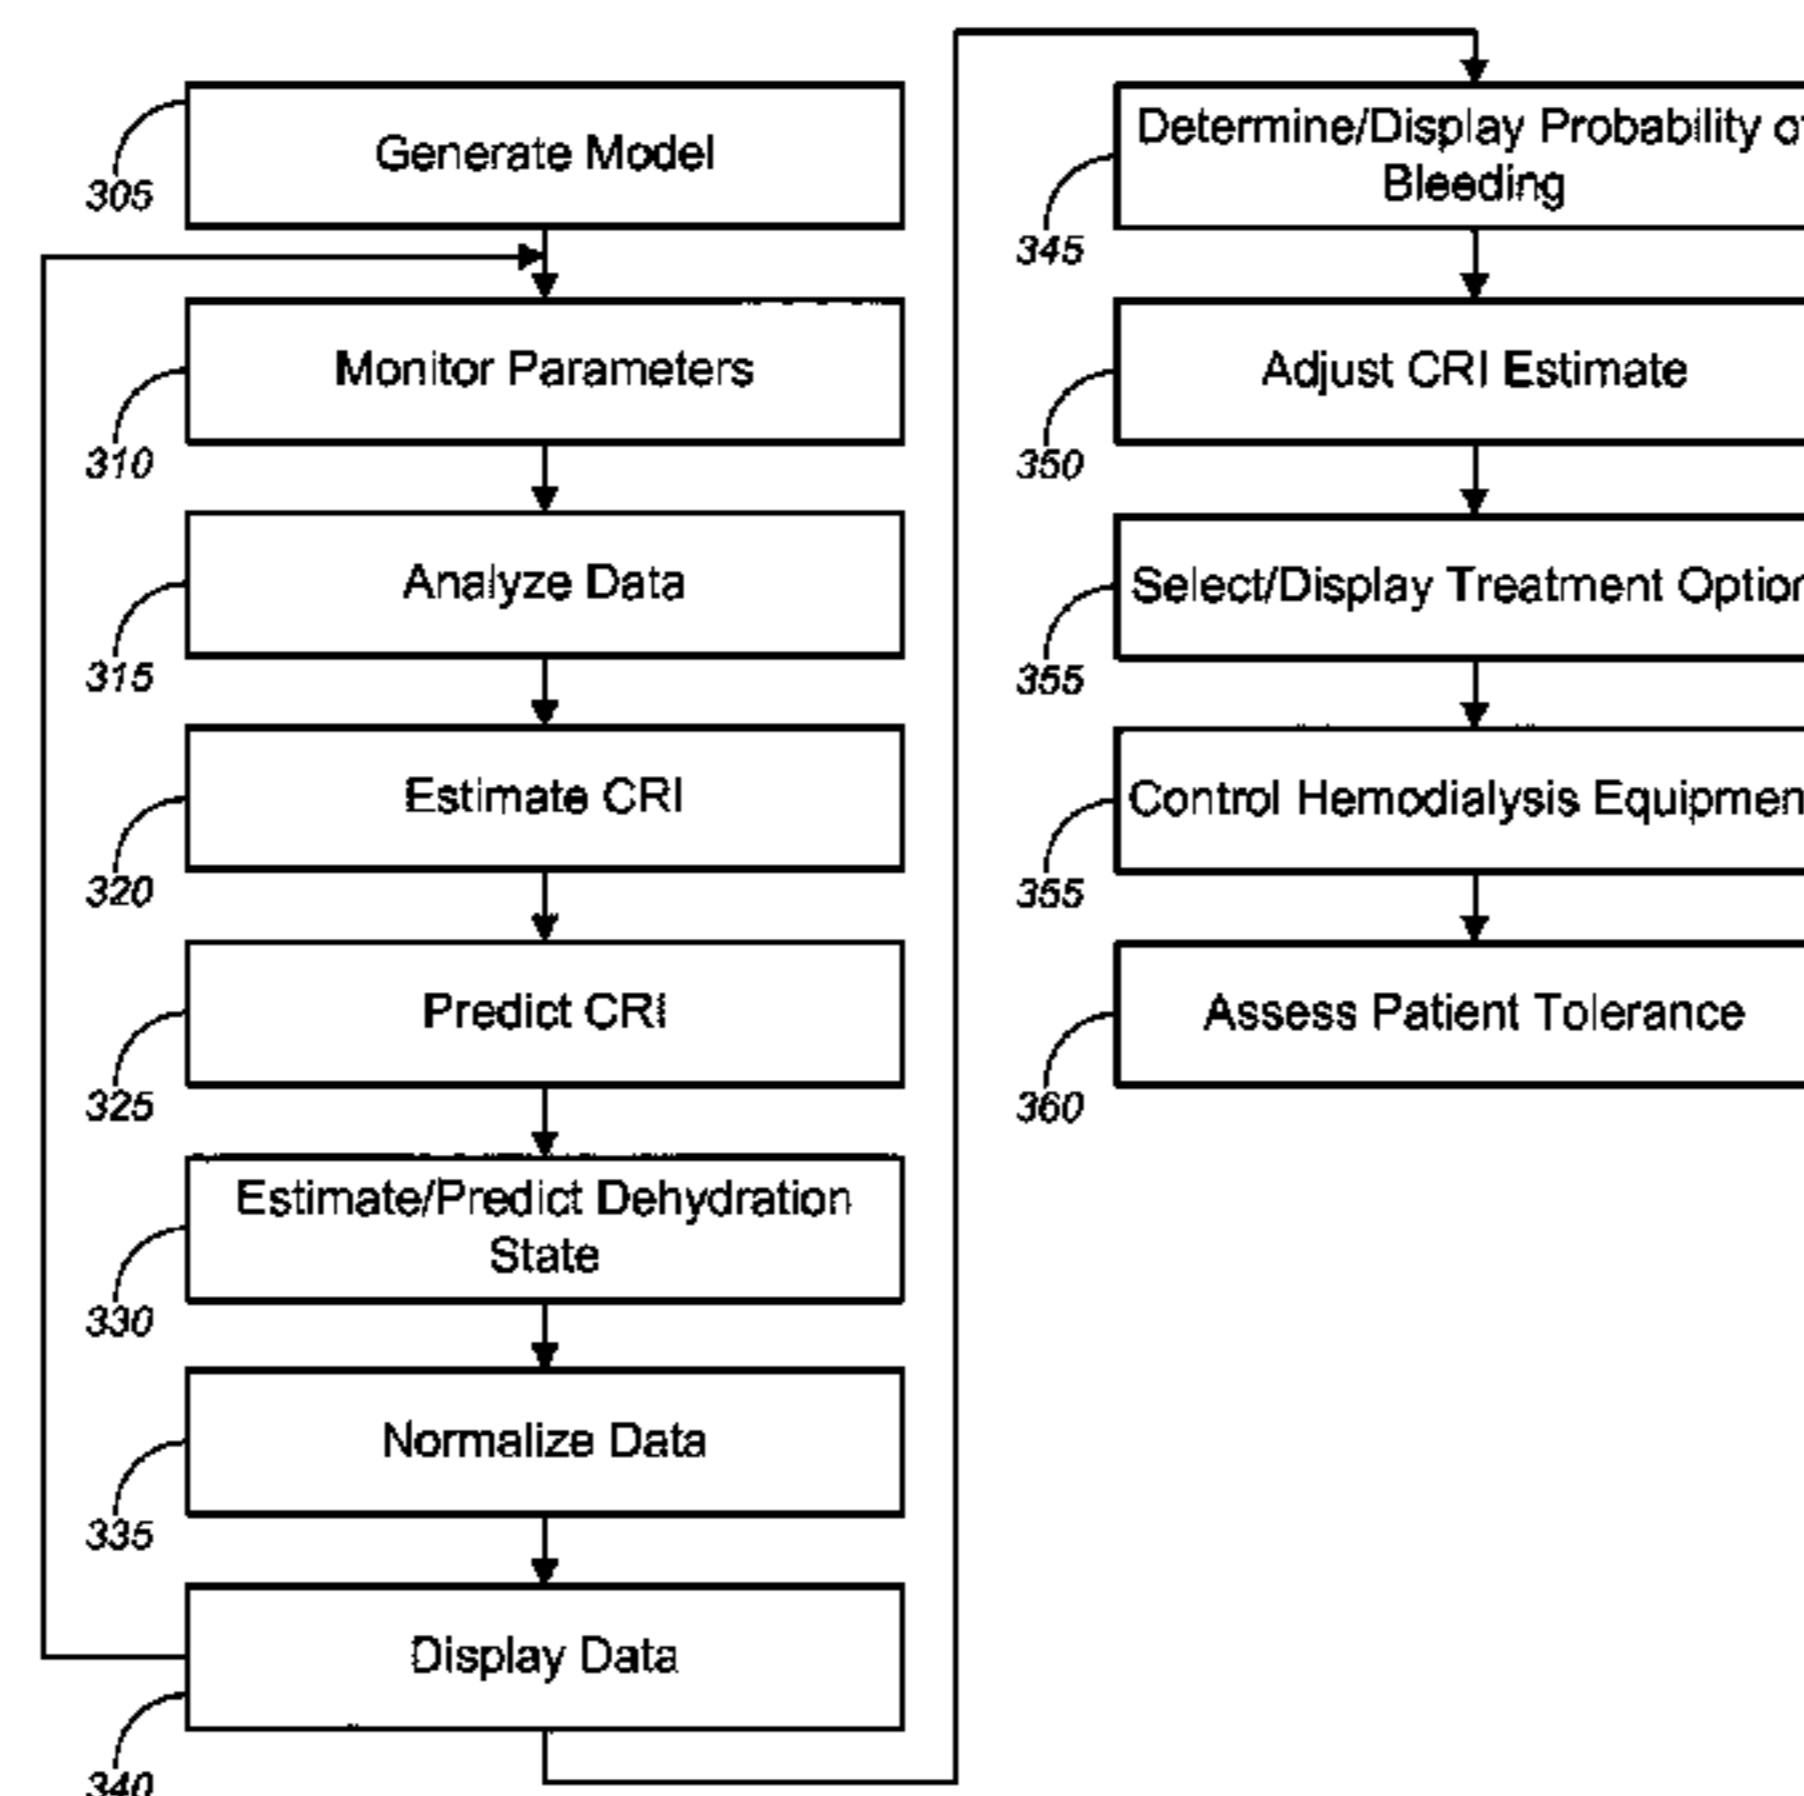 Generate Model
305
Monitor Parameters
310
Analyze Data
315
Estimate CRI
320
Predict CRI
325
Estimate/Predict Dehydration
State
330
Normalize Data
335
Display Data
340
Determine/Display Probability of
Bleeding
345
Adjust CRI Estimate
350
Select/Display Treatment Option
355
Control Hemodialysis Equipmen
355
Assess Patient Tolerance
360